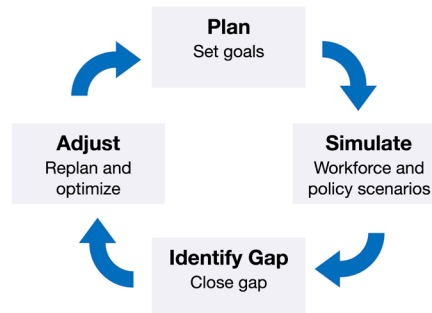 Plan
Set goals
Simulate
Workforce and
policy scenarios
Identify Gap
Close gap
Adjust
Replan and
optimize